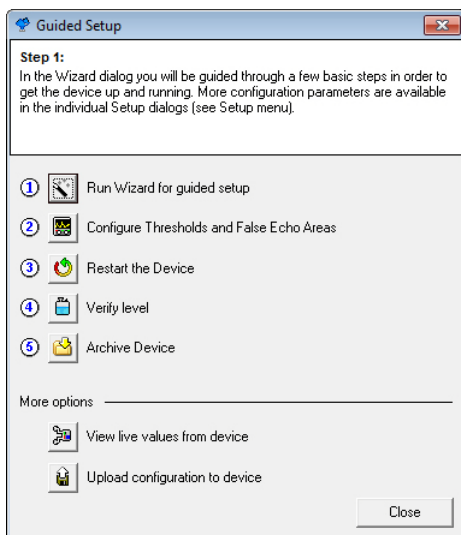 Guided Setup
Step 1:
In the Wizard dialog you will be guided through a few basic steps in order to
get the device up and running. More configuration parameters are available
in the individual Setup dialogs (see Setup menu).
1 Run Wizard for guided setup
2 Configure Thresholds and False Echo Areas
3 Restart the Device
4 Verify level
5 Archive Device
More options
View live values from device
Upload configuration to device
Close